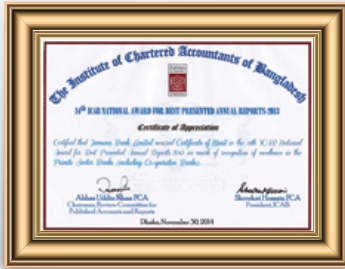 The Institute of Chartered Accountants of Bangladesh
14th ICAB NATIONAL AWARD FOR BEST PRESENTED ANNUAL REPORTS-2013
Certificate of Appreciation
Certified that Jamuna Bank Limited secured Certificate of Merit in the 14th ICAB National
Award for Best Presented Annual Reports 2013 as mark of recognition of excellence in the
Private Sector Banks (including Co-operative Banks).
Abbas Uddin Khan FCA
Chairman, Review Committee for
Published Accounts and Reports
Showkat Hossain FCA
President, ICAB
Dhaka, November 30, 2014